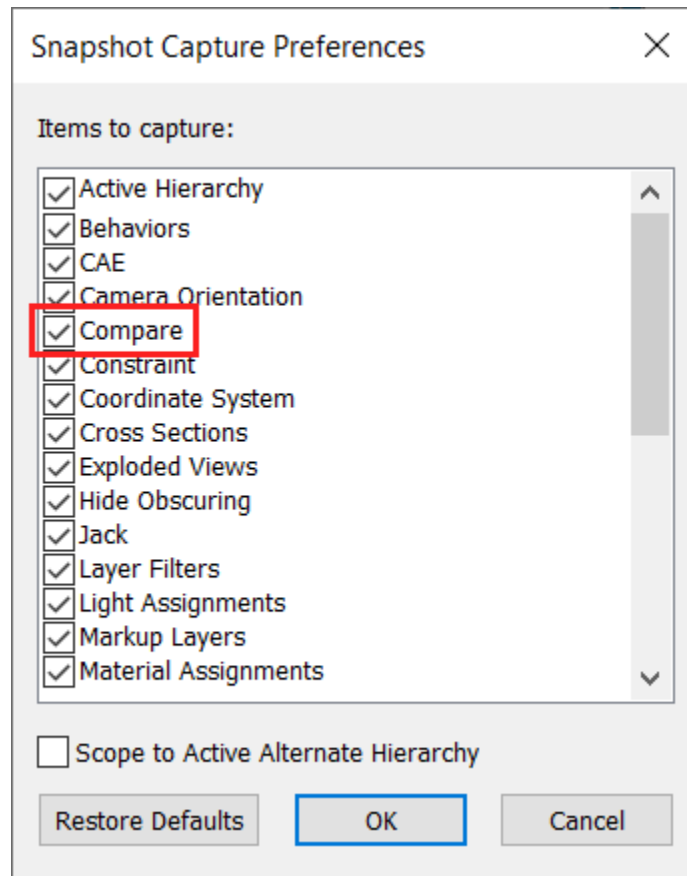 Snapshot Capture Preferences
Items to capture:
Active Hierarchy
Behaviors
CAE
Camera Orientation
Compare
Constraint
Coordinate System
Cross Sections
Exploded Views
Hide Obscuring
Jack
Layer Filters
Light Assignments
Markup Layers
Material Assignments
Scope to Active Alternate Hierarchy
Restore Defaults OK Cancel